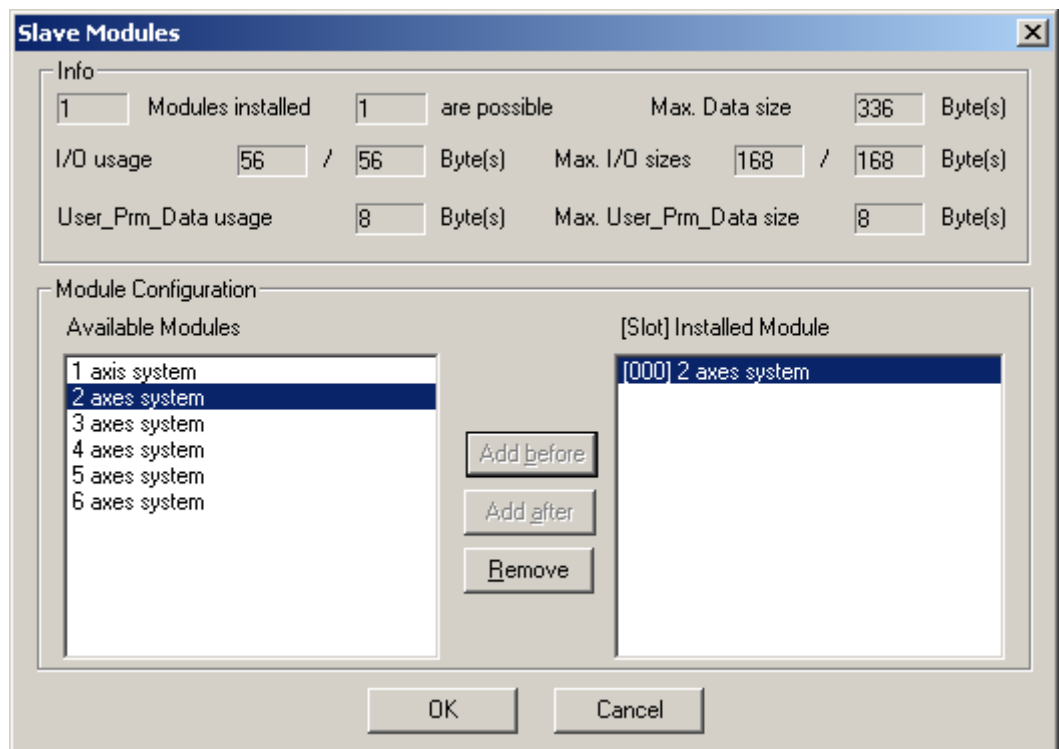 Slave Modules
Info
1 Modules installed 1 are possible Max. Data size 336 Byte(s)
I/O usage 56 / 56 Byte(s) Max. I/O sizes 168 / 168 Byte(s)
User_Prm_Data usage 8 Byte(s) Max. User_Prm_Data size 8 Byte(s)
Module Configuration
Available Modules [Slot] Installed Module
1 axis system [000] 2 axes system
2 axes system
3 axes system
4 axes system
5 axes system
6 axes system
Add before
Add after
Remove
OK Cancel